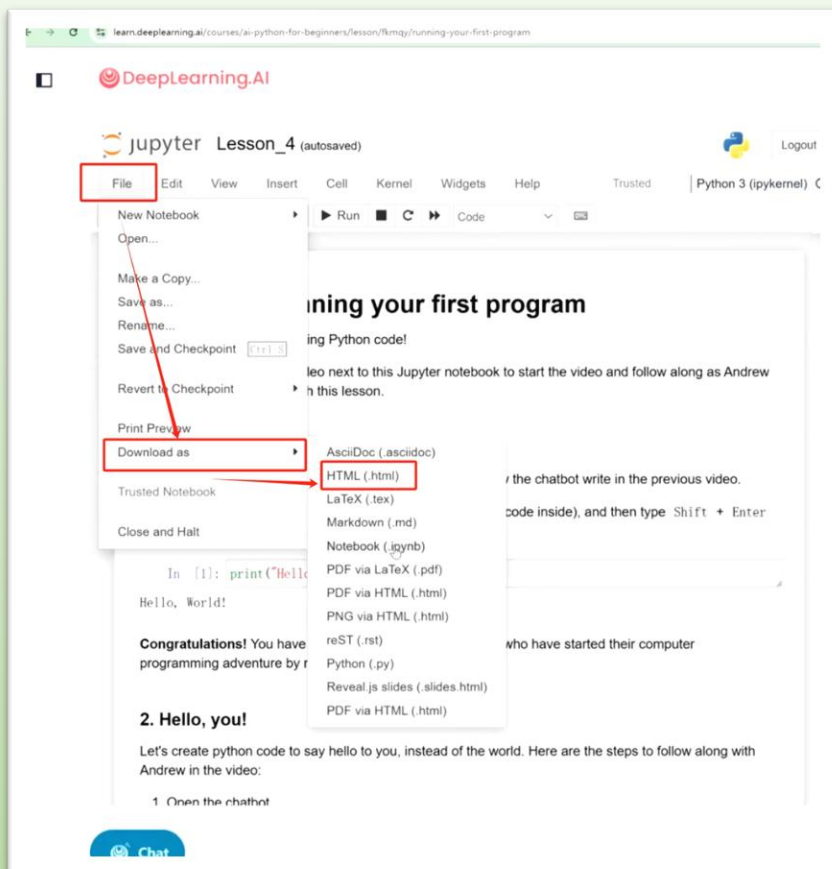 learn.deeplearning.ai/courses/ai-python-for-beginners/lesson/fkmqy/running-your-first-program
DeepLearning.AI
jupyter Lesson_4 (autosaved)
Logout
File Edit View Insert Cell Kernel Widgets Help Trusted Python 3 (ipykernel)
New Notebook
Run Code
Open...
Make a Copy...
Save as...
nning your first program
Rename...
ing Python code!
Save and Checkpoint Ctrl-S
eo next to this Jupyter notebook to start the video and follow along as Andrew
Revert to Checkpoint
h this lesson.
Print Preview
Download as
AsciiDoc (.asciidoc)
HTML (.html)
the chatbot write in the previous video.
Trusted Notebook
LaTeX (.tex)
code inside), and then type Shift + Enter
Markdown (.md)
Close and Halt
Notebook (.ipynb)
PDF via LaTeX (.pdf)
In [1]: print("Hello
PDF via HTML (.html)
Hello, World!
PNG via HTML (.html)
reST (.rst)
Congratulations! You have who have started their computer
programming adventure by
Python (.py)
Reveal.js slides (.slides.html)
PDF via HTML (.html)
2. Hello, you!
Let's create python code to say hello to you, instead of the world. Here are the steps to follow along with
Andrew in the video:
1. Open the chatbot
Chat